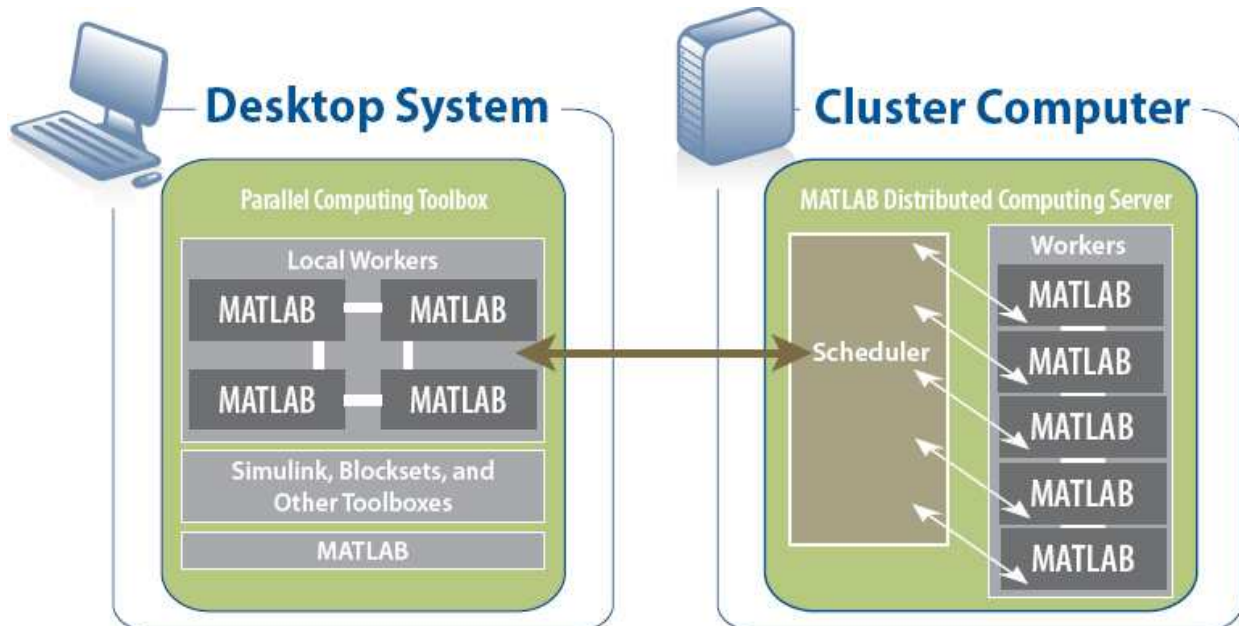 Desktop System
Parallel Computing Toolbox
Local Workers
MATLAB
MATLAB
MATLAB
MATLAB
Simulink, Blocksets, and
Other Toolboxes
MATLAB
Cluster Computer
MATLAB Distributed Computing Server
Scheduler
Workers
MATLAB
MATLAB
MATLAB
MATLAB
MATLAB